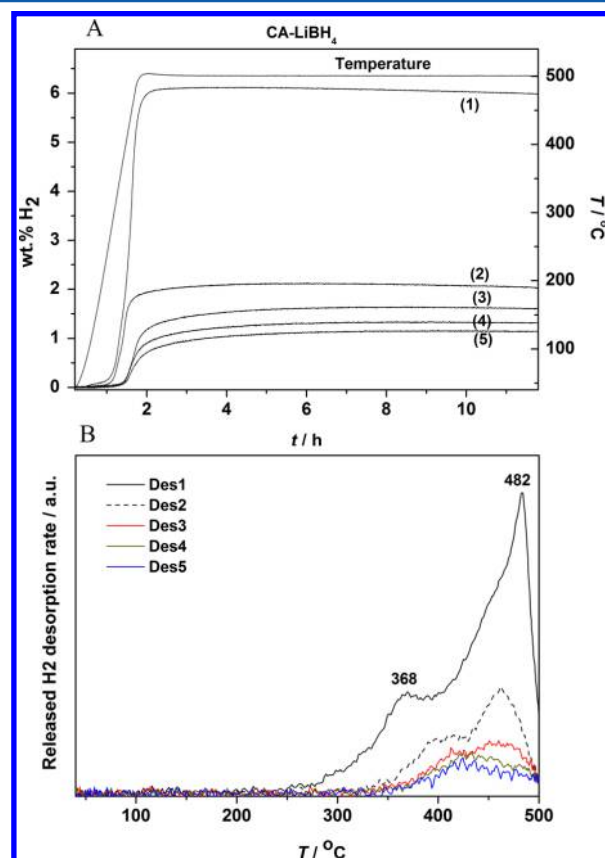 A
CA-LiBH4
Temperature
(1)
(2)
(3)
(4)
(5)
wt.% H2
6
5
4
3
2
1
0
500
400
300
200
100
T / °C
2
4
6
8
10
t / h
B
Des1
Des2
Des3
Des4
Des5
368
482
Released H2 desorption rate / a.u.
100
200
300
400
500
T / °C